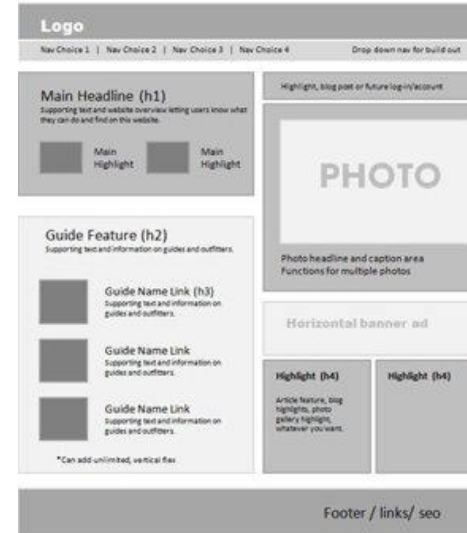 Logo
Nav Choice 1 | Nav Choice 2 | Nav Choice 3 | Nav Choice 4
Drop down nav for build out
Main Headline (h1)
Supporting text and website overview letting users know what
they can do and find on this website.
Main
Highlight
Main
Highlight
Guide Feature (h2)
Supporting text and information on guides and outfitters.
Guide Name Link (h3)
Supporting text and information on
guides and outfitters.
Guide Name Link
Supporting text and information on
guides and outfitters.
Guide Name Link
Supporting text and information on
guides and outfitters.
*Can add unlimited, vertical flex
Highlight, blog post or future log-in/account
PHOTO
Photo headline and caption area
Functions for multiple photos
Horizontal banner ad
Highlight (h4)
Article feature, blog
highlights, photo
gallery highlight,
whatever you want.
Highlight (h4)
Footer / links/ seo